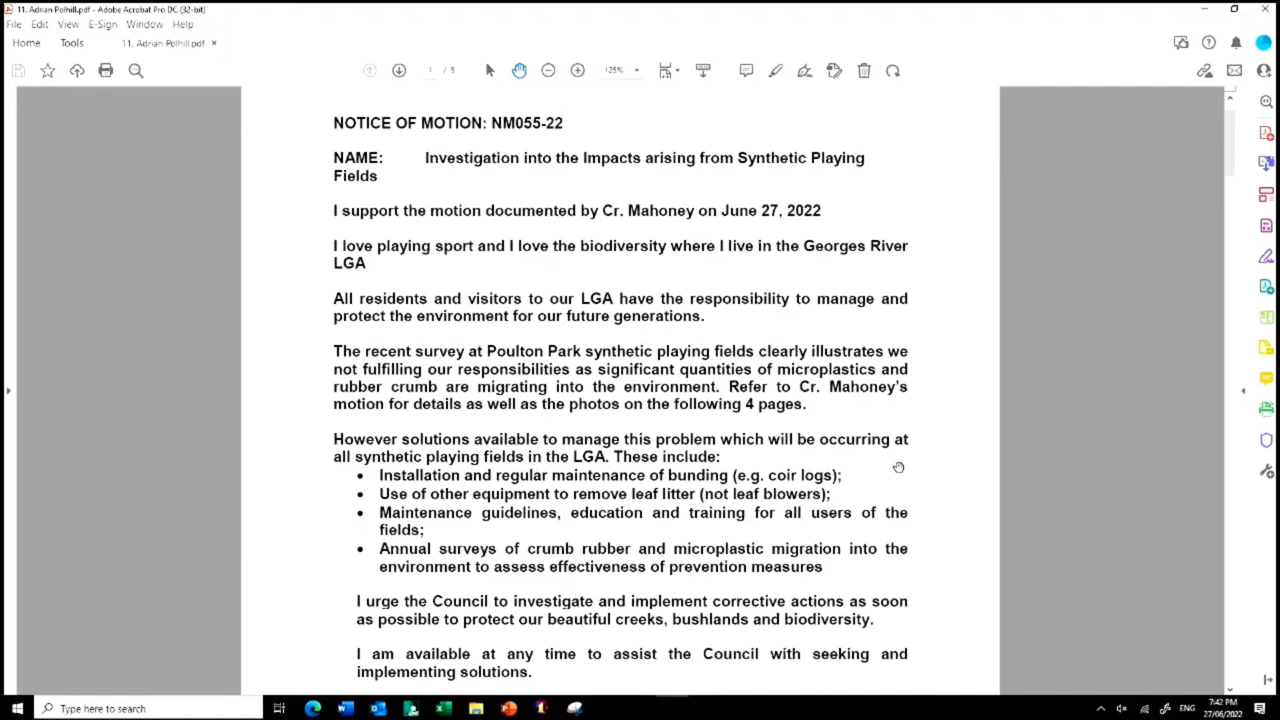 11. Adrian Polhill.pdf - Adobe Acrobat Pro DC (32-bit)
File Edit View E-Sign Window Help
Home Tools 11. Adrian Polhill.pdf ×
1 / 5 125%
NOTICE OF MOTION: NM055-22
NAME: Investigation into the Impacts arising from Synthetic Playing
Fields
I support the motion documented by Cr. Mahoney on June 27, 2022
I love playing sport and I love the biodiversity where I live in the Georges River
LGA
All residents and visitors to our LGA have the responsibility to manage and
protect the environment for our future generations.
The recent survey at Poulton Park synthetic playing fields clearly illustrates we
not fulfilling our responsibilities as significant quantities of microplastics and
rubber crumb are migrating into the environment. Refer to Cr. Mahoney's
motion for details as well as the photos on the following 4 pages.
However solutions available to manage this problem which will be occurring at
all synthetic playing fields in the LGA. These include:
• Installation and regular maintenance of bunding (e.g. coir logs);
• Use of other equipment to remove leaf litter (not leaf blowers);
• Maintenance guidelines, education and training for all users of the
fields;
• Annual surveys of crumb rubber and microplastic migration into the
environment to assess effectiveness of prevention measures
I urge the Council to investigate and implement corrective actions as soon
as possible to protect our beautiful creeks, bushlands and biodiversity.
I am available at any time to assist the Council with seeking and
implementing solutions.
Type here to search
ENG
7:42 PM
27/06/2022